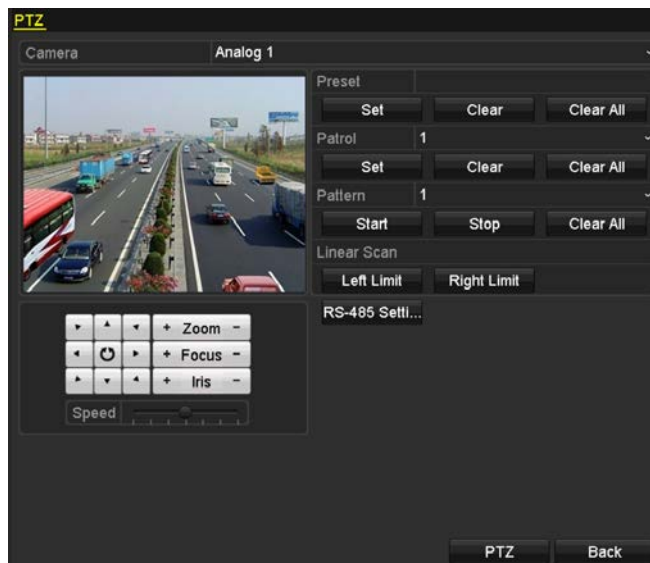 PTZ
Camera Analog 1
Preset
Set Clear Clear All
Patrol 1
Set Clear Clear All
Pattern 1
Start Stop Clear All
Linear Scan
Left Limit Right Limit
RS-485 Setti...
+ Zoom -
+ Focus -
+ Iris -
Speed
PTZ Back